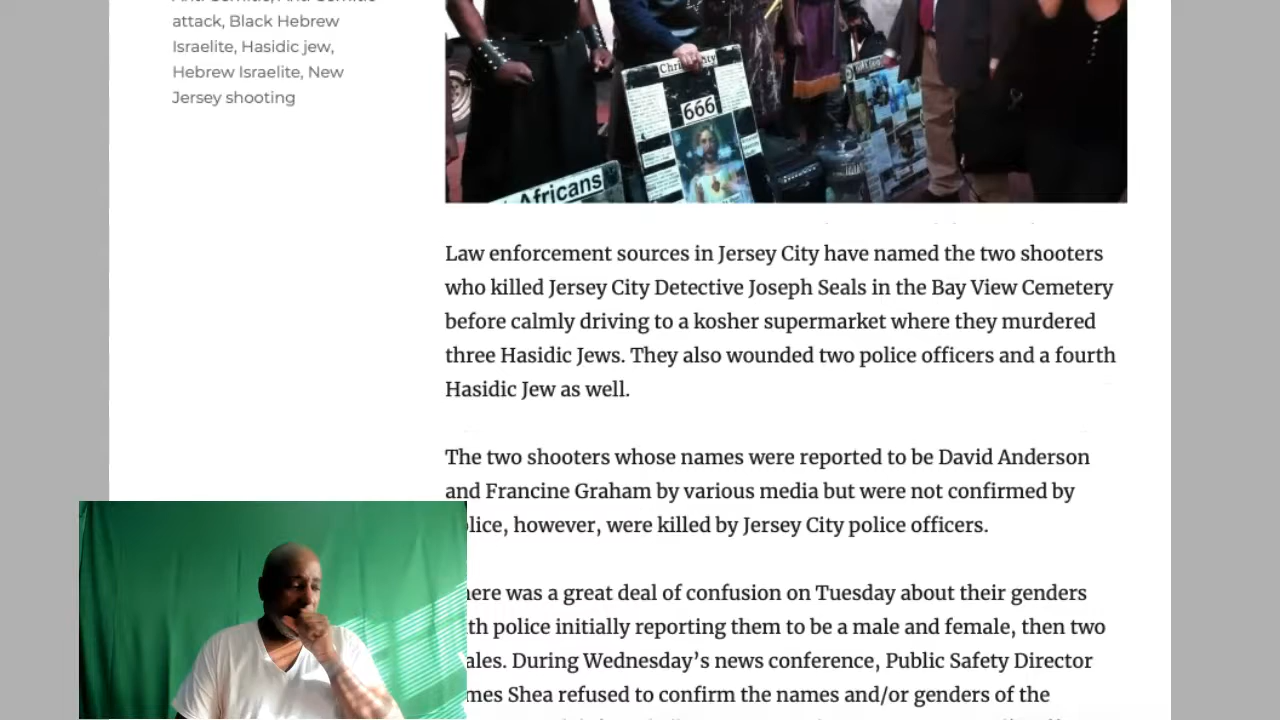 attack, Black Hebrew
Israelite, Hasidic jew,
Hebrew Israelite, New
Jersey shooting
666
Africans
Law enforcement sources in Jersey City have named the two shooters
who killed Jersey City Detective Joseph Seals in the Bay View Cemetery
before calmly driving to a kosher supermarket where they murdered
three Hasidic Jews. They also wounded two police officers and a fourth
Hasidic Jew as well.
The two shooters whose names were reported to be David Anderson
and Francine Graham by various media but were not confirmed by
lice, however, were killed by Jersey City police officers.
here was a great deal of confusion on Tuesday about their genders
th police initially reporting them to be a male and female, then two
ales. During Wednesday's news conference, Public Safety Director
mes Shea refused to confirm the names and/or genders of the